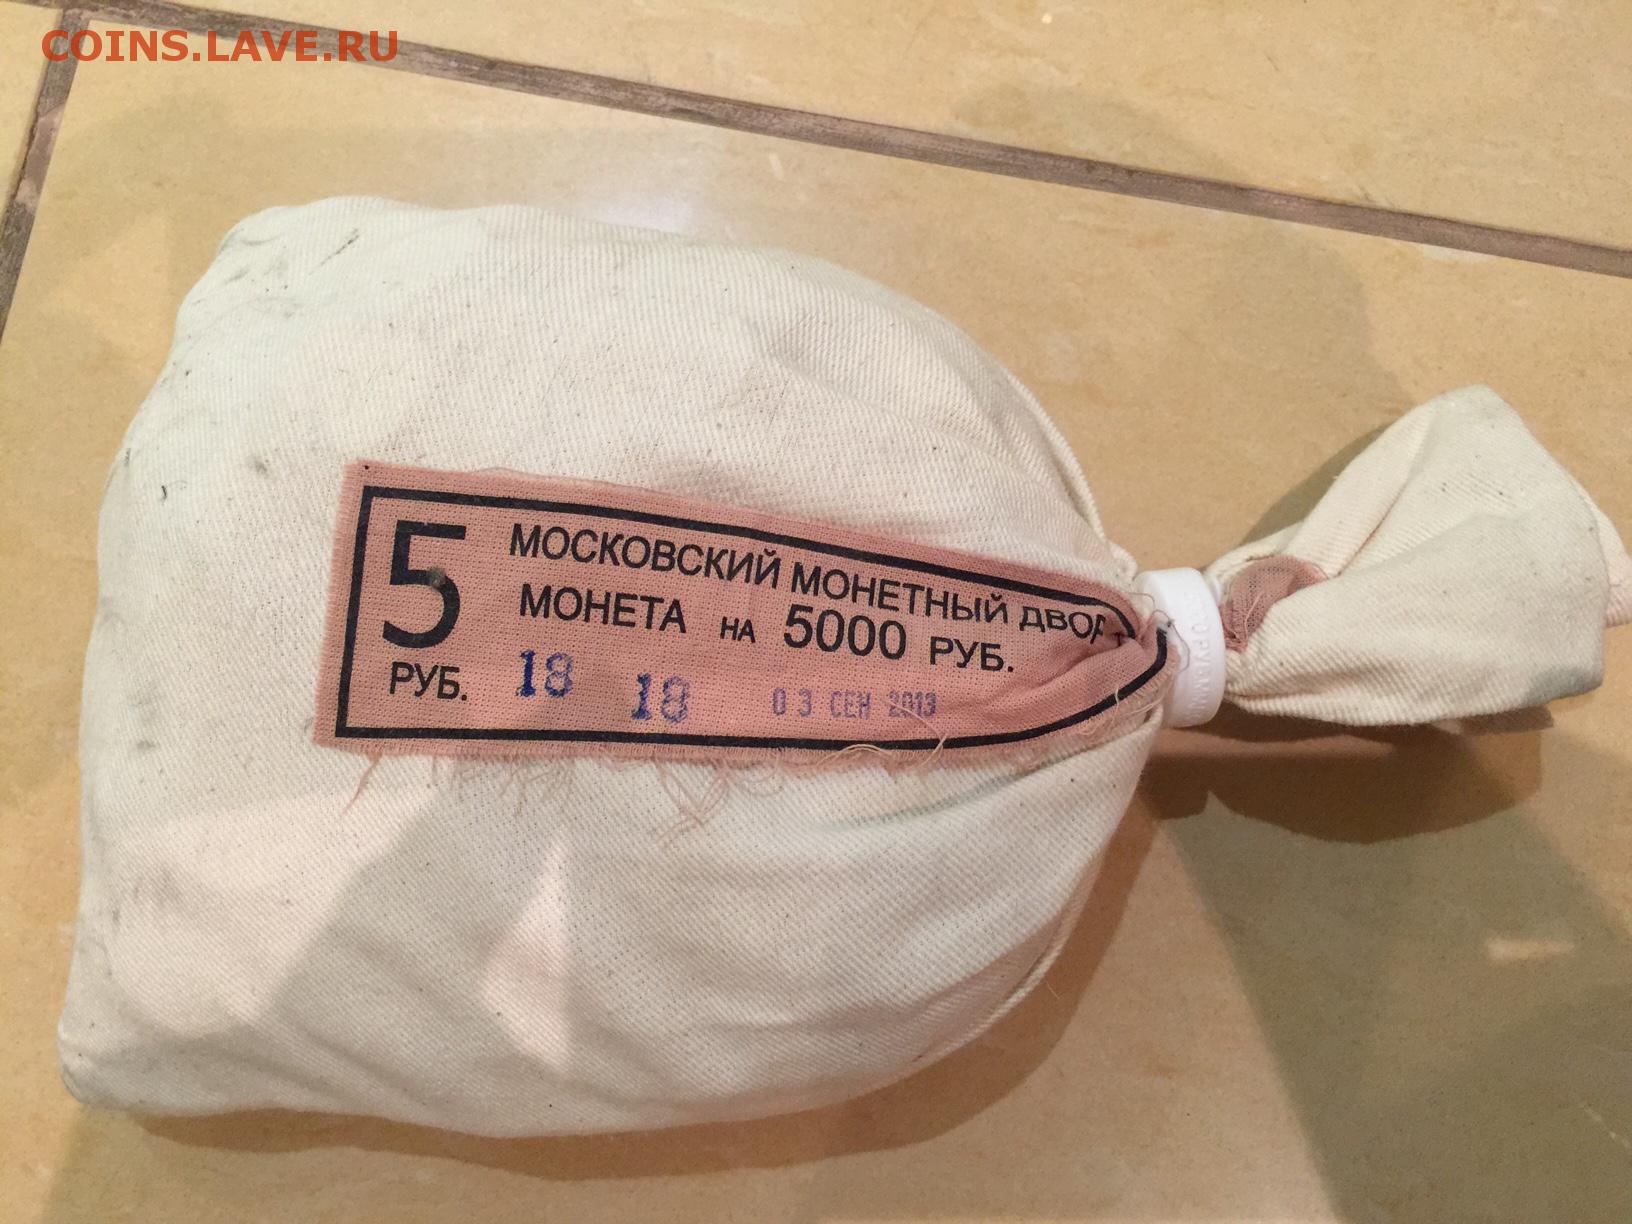 COINS.LAVE.RU
5
РУБ.
МОСКОВСКИЙ МОНЕТНЫЙ ДВОР
МОНЕТА НА 5000 РУБ.
18 18 03 СЕН 2013